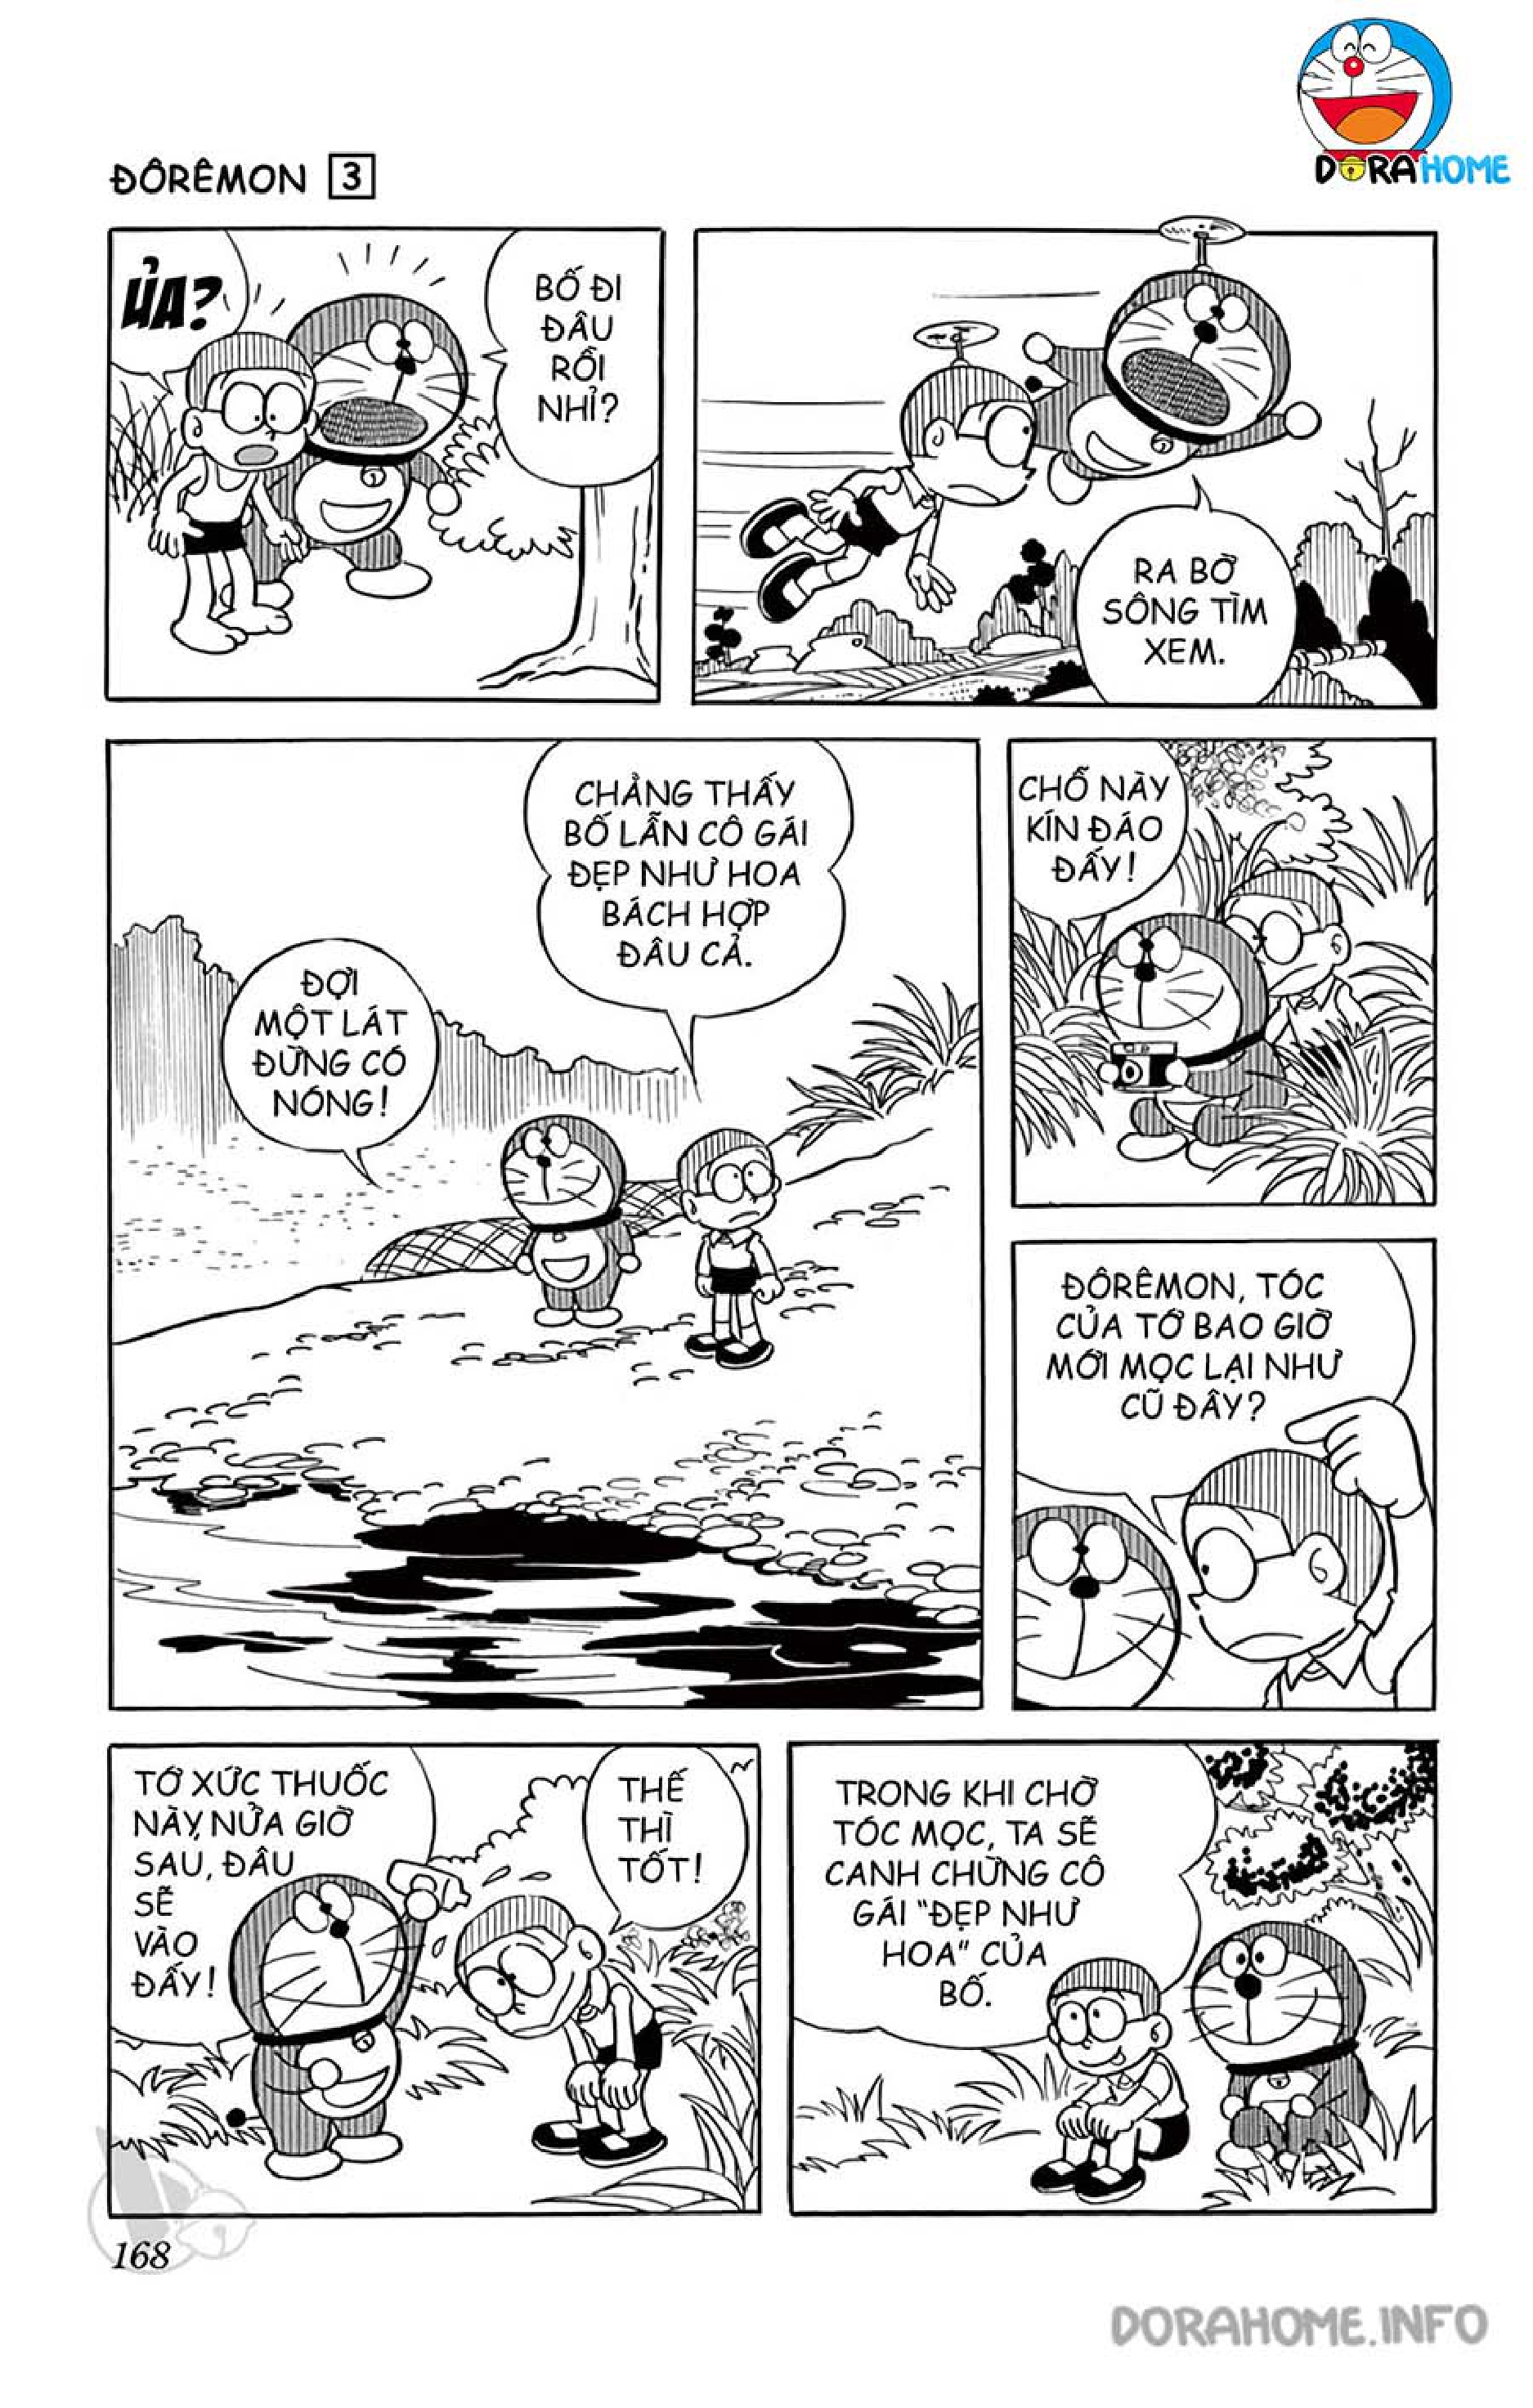 DORAHOME
ĐÔRÊMON 3
ỦA?
BỐ ĐI
ĐÂU
RỒI
NHỈ?
RA BỜ
SÔNG TÌM
XEM.
CHẲNG THẤY
BỐ LẪN CÔ GÁI
ĐẸP NHƯ HOA
BÁCH HỢP
ĐÂU CẢ.
ĐỢI
MỘT LÁT
ĐỪNG CÓ
NÓNG!
CHỖ NÀY
KÍN ĐÁO
ĐẤY!
ĐÔRÊMON, TÓC
CỦA TỚ BAO GIỜ
MỚI MỌC LẠI NHƯ
CŨ ĐÂY?
TỚ XỨC THUỐC
NÀY, NỬA GIỜ
SAU, ĐÂU
SẼ
VÀO
ĐẤY!
THẾ
THÌ
TỐT!
TRONG KHI CHỜ
TÓC MỌC, TA SẼ
CANH CHỪNG CÔ
GÁI "ĐẸP NHƯ
HOA" CỦA
BỐ.
168
DORAHOME.INFO